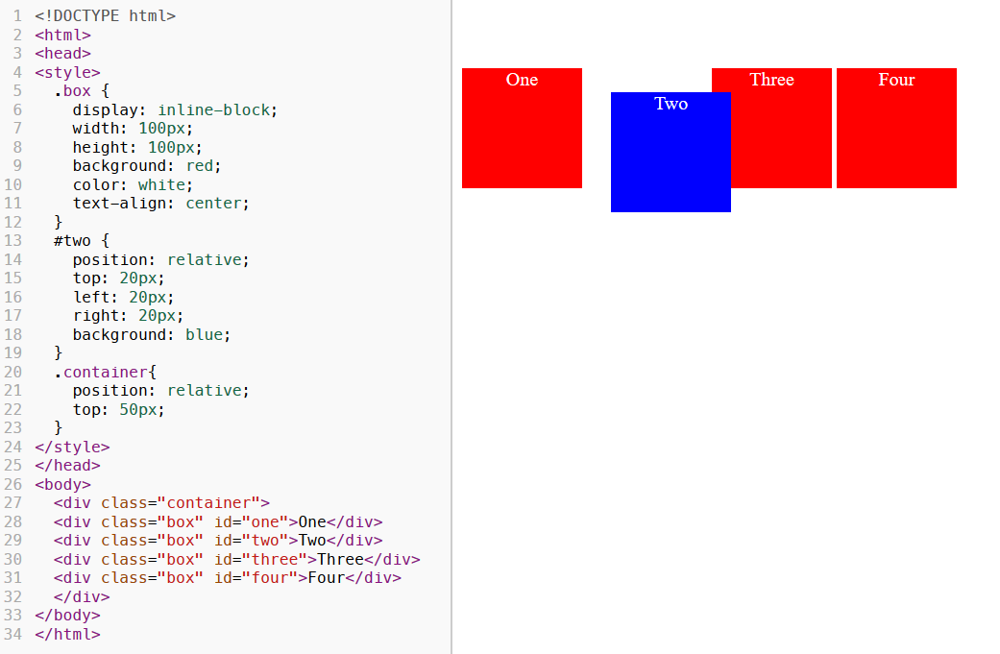 1 <!DOCTYPE html>
2 <html>
3 <head>
4 <style>
5   .box {
6     display: inline-block;
7     width: 100px;
8     height: 100px;
9     background: red;
10     color: white;
11     text-align: center;
12   }
13   #two {
14     position: relative;
15     top: 20px;
16     left: 20px;
17     right: 20px;
18     background: blue;
19   }
20   .container{
21     position: relative;
22     top: 50px;
23   }
24 </style>
25 </head>
26 <body>
27   <div class="container">
28   <div class="box" id="one">One</div>
29   <div class="box" id="two">Two</div>
30   <div class="box" id="three">Three</div>
31   <div class="box" id="four">Four</div>
32   </div>
33 </body>
34 </html>
One
Two
Three
Four